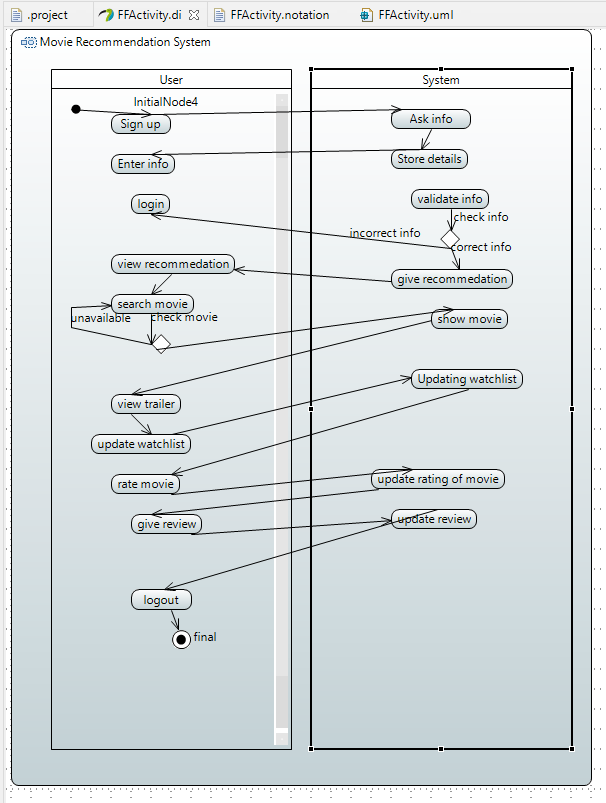 .project
FFActivity.di
FFActivity.notation
FFActivity.uml
Movie Recommendation System
User
System
InitialNode4
Sign up
Ask info
Enter info
Store details
login
validate info
check info
incorrect info
correct info
view recommedation
give recommedation
search movie
unavailable
check movie
show movie
view trailer
Updating watchlist
update watchlist
rate movie
update rating of movie
give review
update review
logout
final